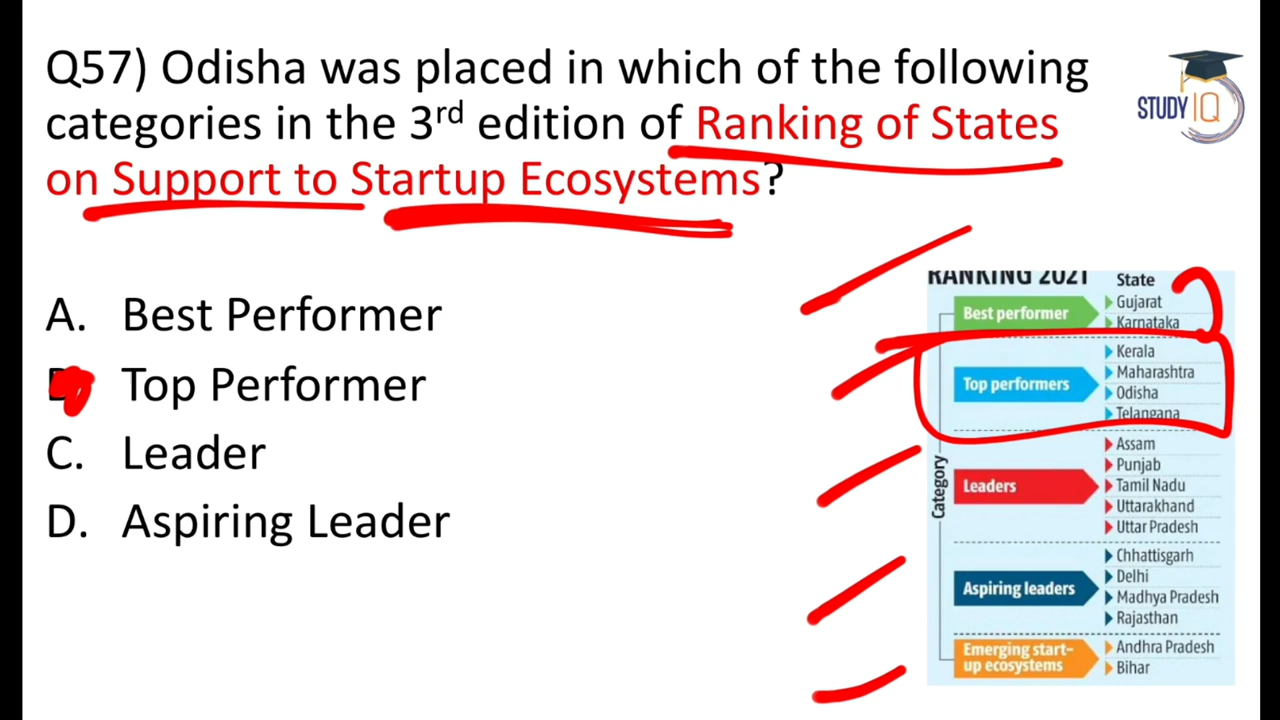 Q57) Odisha was placed in which of the following
categories in the 3rd edition of Ranking of States
on Support to Startup Ecosystems?
STUDY IQ
A. Best Performer
Top Performer
C. Leader
D. Aspiring Leader
RANKING 2021
State
Category
Best performer
Gujarat
Karnataka
Top performers
Kerala
Maharashtra
Odisha
Telangana
Leaders
Assam
Punjab
Tamil Nadu
Uttarakhand
Uttar Pradesh
Aspiring leaders
Chhattisgarh
Delhi
Madhya Pradesh
Rajasthan
Emerging start-
up ecosystems
Andhra Pradesh
Bihar